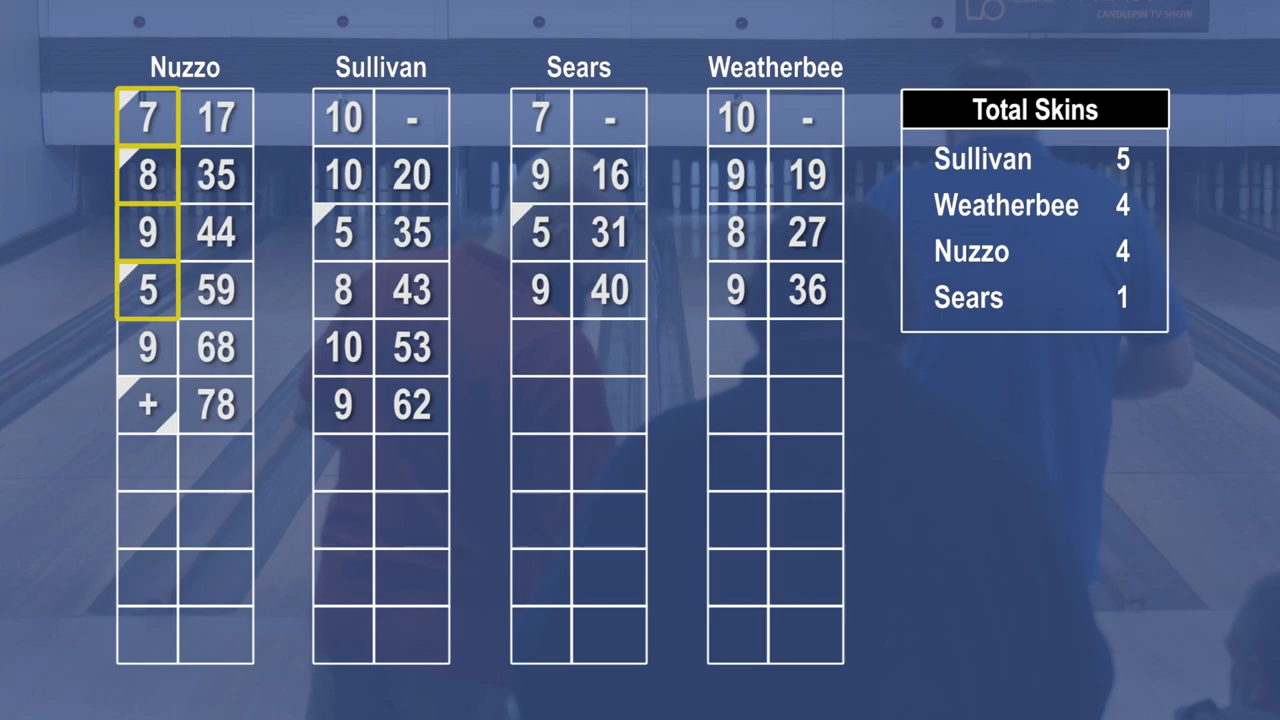 CANDLEPIN TV SHOW
Nuzzo Sullivan Sears Weatherbee
7 17 10 - 7 - 10 -
8 35 10 20 9 16 9 19
9 44 5 35 5 31 8 27
5 59 8 43 9 40 9 36
9 68 10 53
+ 78 9 62
Total Skins
Sullivan 5
Weatherbee 4
Nuzzo 4
Sears 1